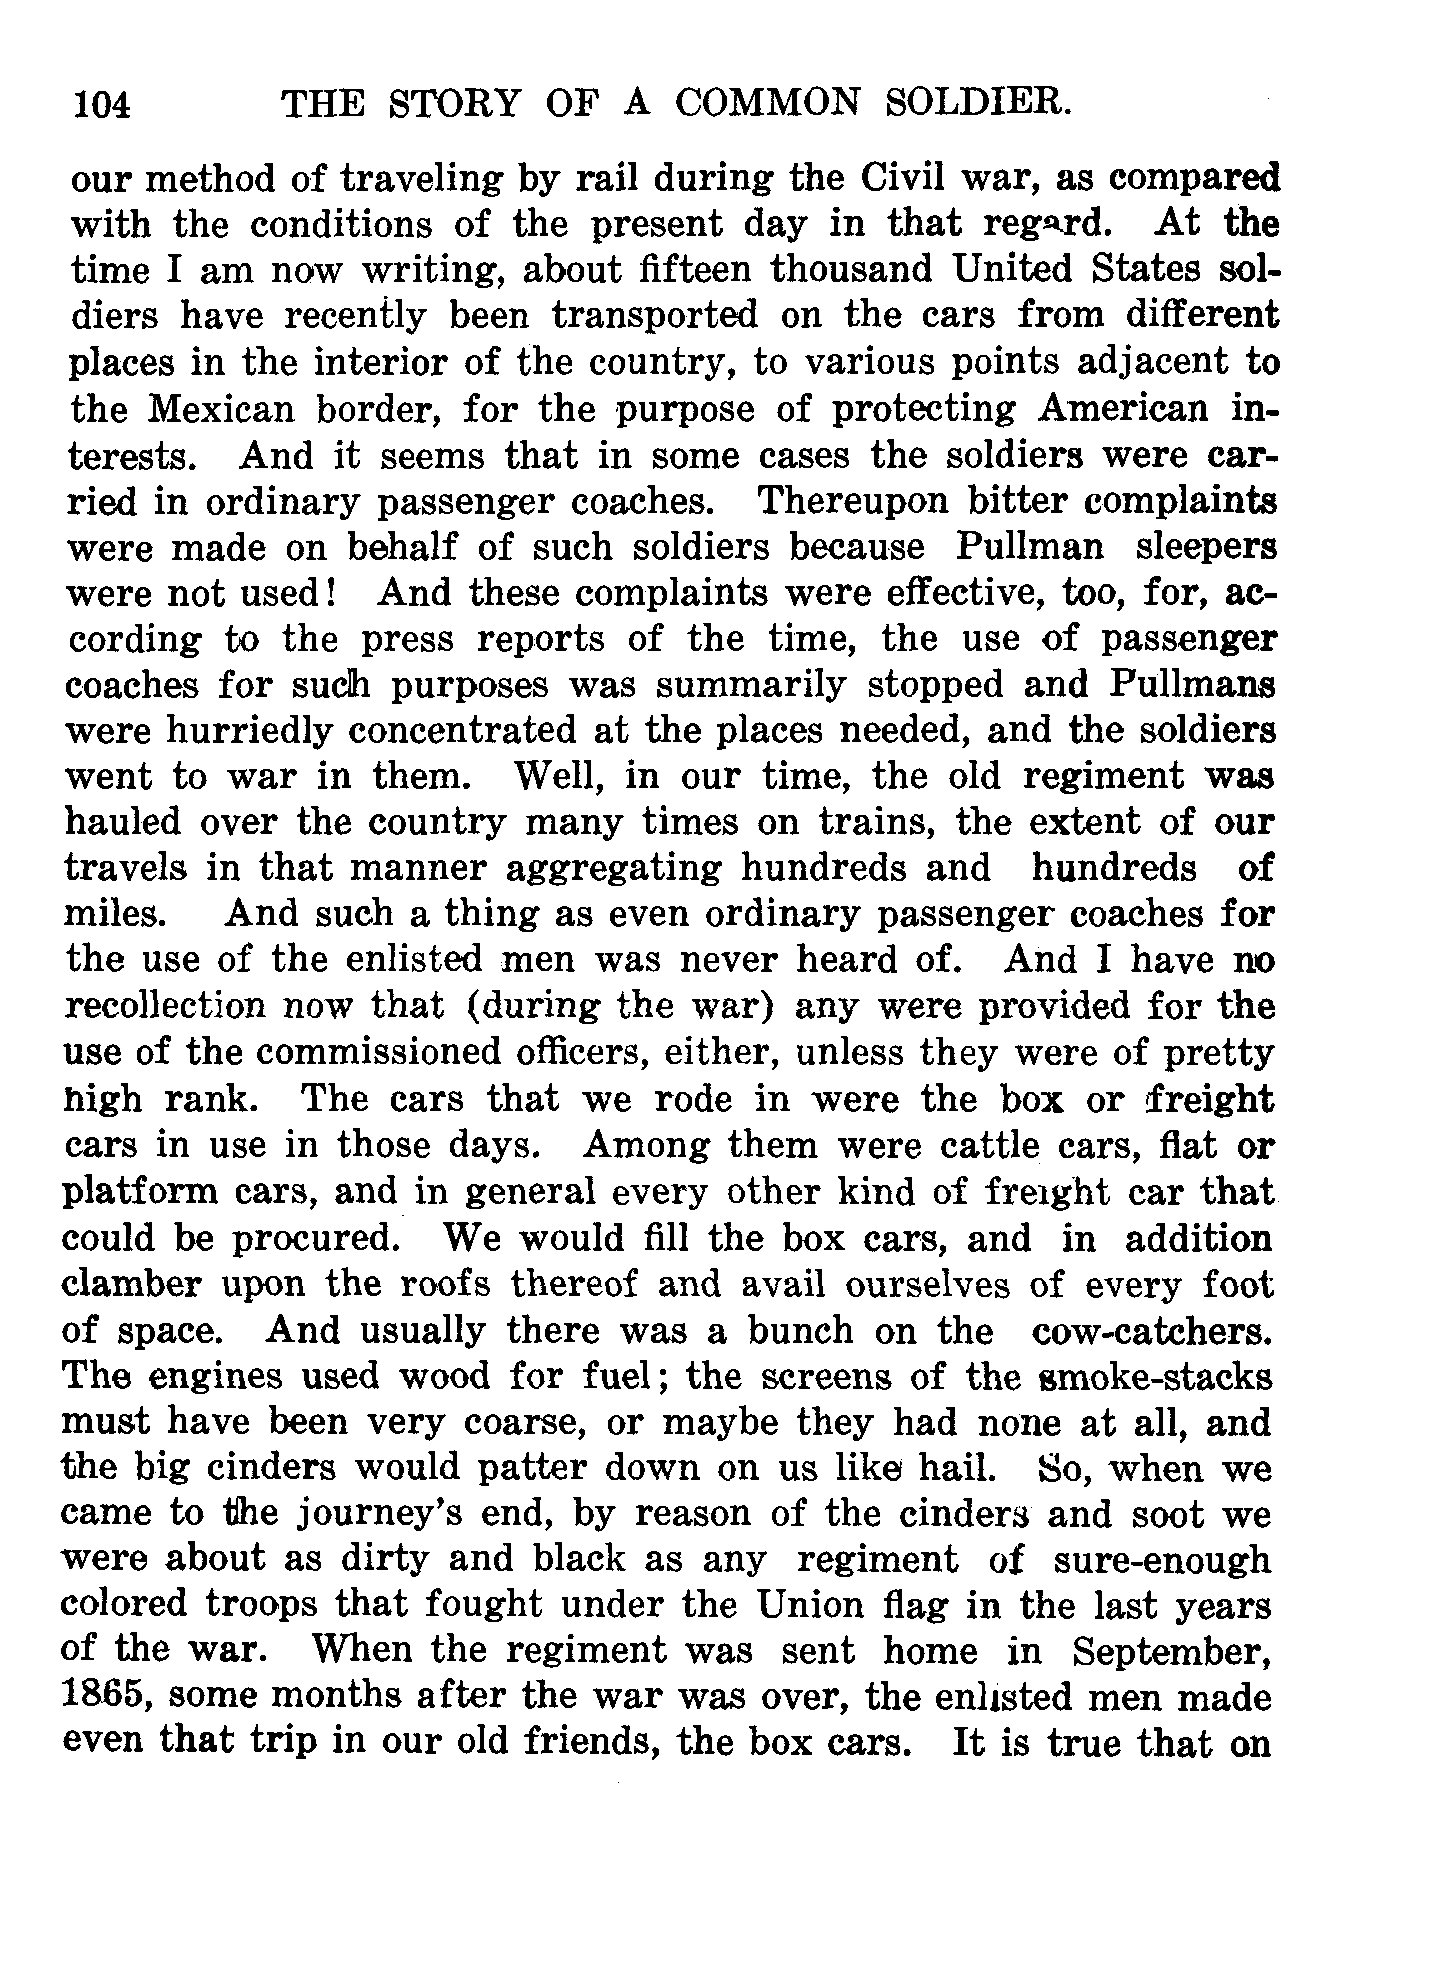 104 THE STORY OF A COMMON SOLDIER.
our method of traveling by rail during the Civil war, as compared
with the conditions of the present day in that regard. At the
time I am now writing, about fifteen thousand United States sol-
diers have recently been transported on the cars from different
places in the interior of the country, to various points adjacent to
the Mexican border, for the purpose of protecting American in-
terests. And it seems that in some cases the soldiers were car-
ried in ordinary passenger coaches. Thereupon bitter complaints
were made on behalf of such soldiers because Pullman sleepers
were not used! And these complaints were effective, too, for, ac-
cording to the press reports of the time, the use of passenger
coaches for such purposes was summarily stopped and Pullmans
were hurriedly concentrated at the places needed, and the soldiers
went to war in them. Well, in our time, the old regiment was
hauled over the country many times on trains, the extent of our
travels in that manner aggregating hundreds and hundreds of
miles. And such a thing as even ordinary passenger coaches for
the use of the enlisted men was never heard of. And I have no
recollection now that (during the war) any were provided for the
use of the commissioned officers, either, unless they were of pretty
high rank. The cars that we rode in were the box or freight
cars in use in those days. Among them were cattle cars, flat or
platform cars, and in general every other kind of freight car that
could be procured. We would fill the box cars, and in addition
clamber upon the roofs thereof and avail ourselves of every foot
of space. And usually there was a bunch on the cow-catchers.
The engines used wood for fuel; the screens of the smoke-stacks
must have been very coarse, or maybe they had none at all, and
the big cinders would patter down on us like hail. So, when we
came to the journey's end, by reason of the cinders and soot we
were about as dirty and black as any regiment of sure-enough
colored troops that fought under the Union flag in the last years
of the war. When the regiment was sent home in September,
1865, some months after the war was over, the enlisted men made
even that trip in our old friends, the box cars. It is true that on